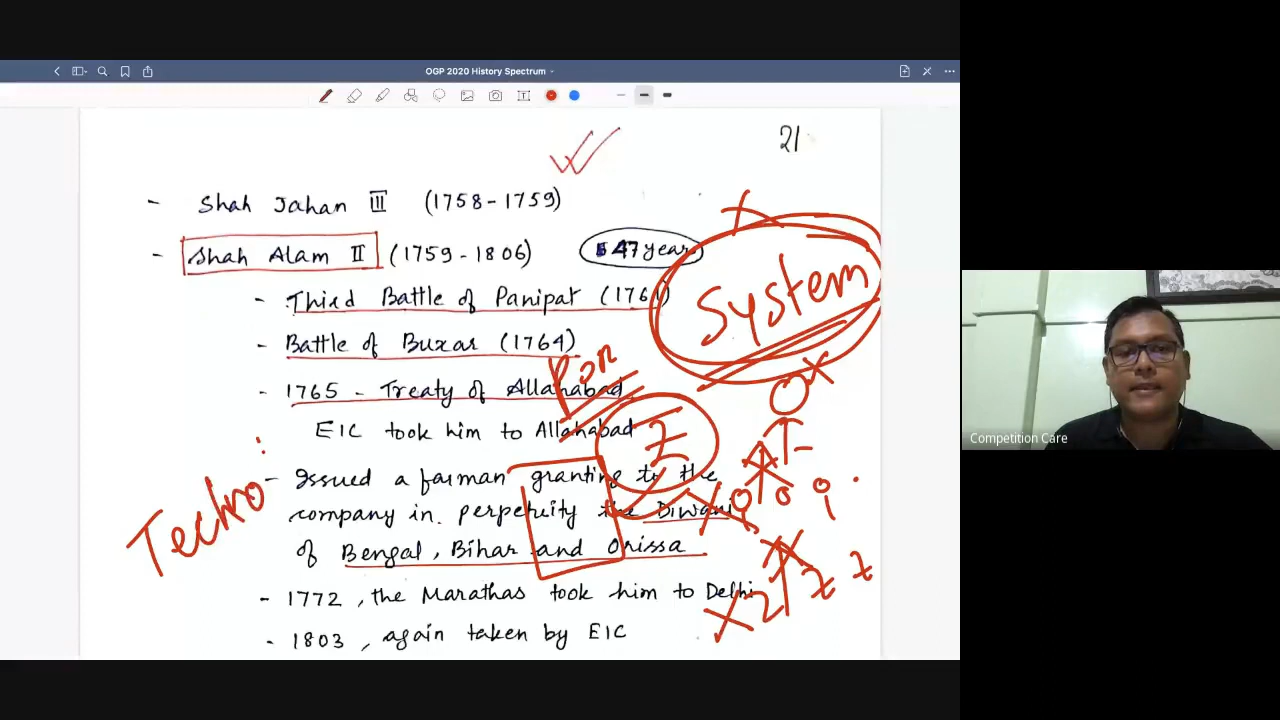 OGP 2020 History Spectrum
21
- Shah Jahan III (1758-1759)
- Shah Alam II (1759-1806) 47 year
System
- Third Battle of Panipat (1761)
- Battle of Buxar (1764)
- 1765 - Treaty of Allahabad
EIC took him to Allahabad
- Issued a farman granting to the
company in perpetuity the Diwani
of Bengal, Bihar and Orissa
Techno
- 1772, the Marathas took him to Delhi
- 1803, again taken by EIC
Competition Care